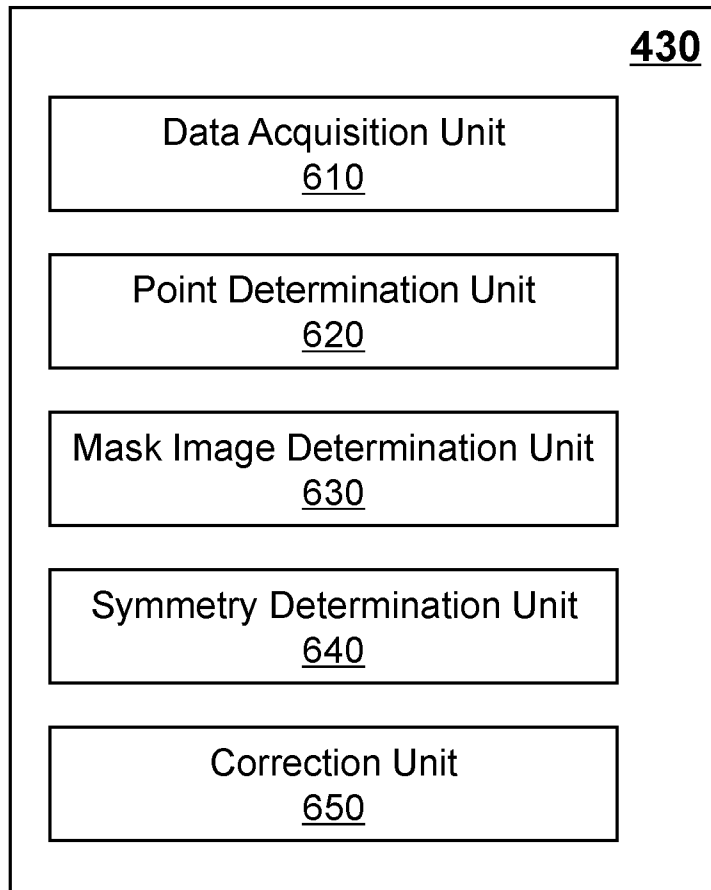 430
Data Acquisition Unit
610
Point Determination Unit
620
Mask Image Determination Unit
630
Symmetry Determination Unit
640
Correction Unit
650